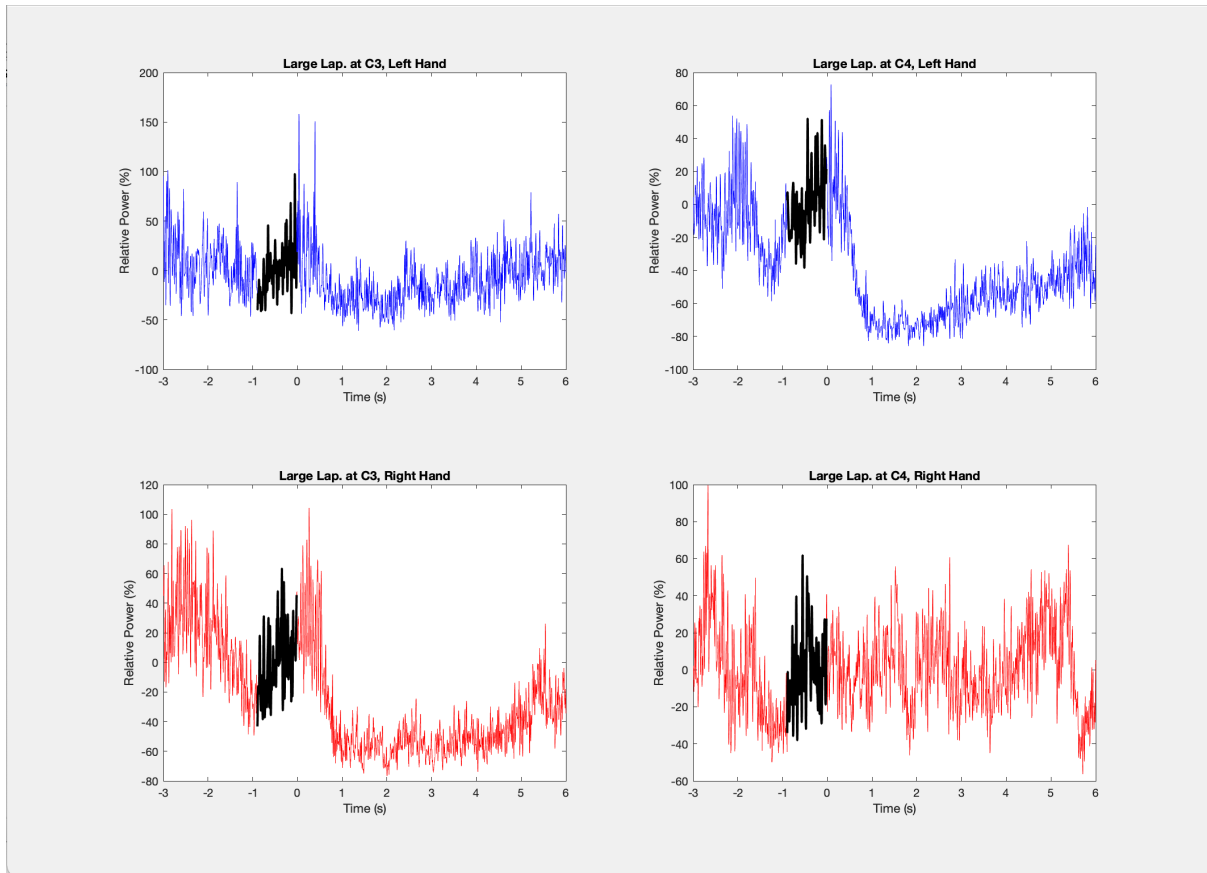 Large Lap. at C3, Left Hand
200
150
100
50
0
-50
-100
Relative Power (%)
-3 -2 -1 0 1 2 3 4 5 6
Time (s)
Large Lap. at C4, Left Hand
80
60
40
20
0
-20
-40
-60
-80
-100
Relative Power (%)
-3 -2 -1 0 1 2 3 4 5 6
Time (s)
Large Lap. at C3, Right Hand
120
100
80
60
40
20
0
-20
-40
-60
-80
Relative Power (%)
-3 -2 -1 0 1 2 3 4 5 6
Time (s)
Large Lap. at C4, Right Hand
100
80
60
40
20
0
-20
-40
-60
Relative Power (%)
-3 -2 -1 0 1 2 3 4 5 6
Time (s)